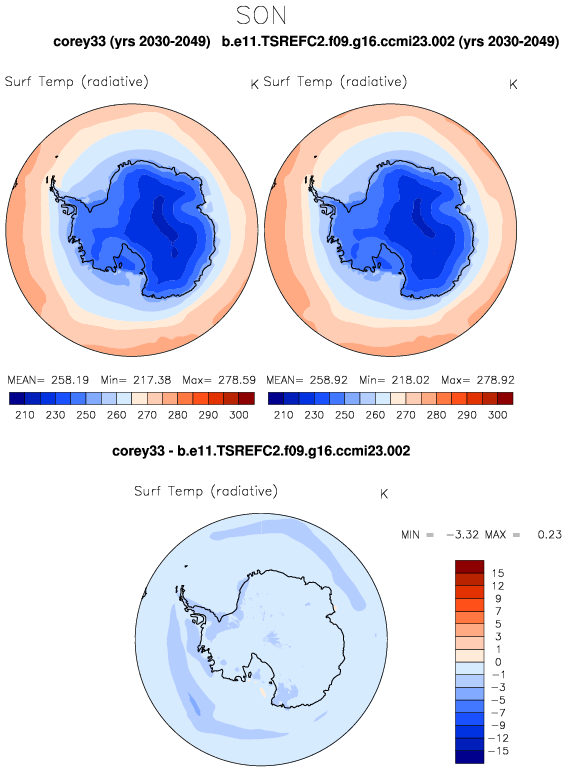 SON
corey33 (yrs 2030-2049) b.e11.TSREFC2.f09.g16.ccmi23.002 (yrs 2030-2049)
Surf Temp (radiative) K Surf Temp (radiative) K
MEAN= 258.19 Min= 217.38 Max= 278.59 MEAN= 258.92 Min= 218.02 Max= 278.92
210 230 250 260 270 280 290 300 210 230 250 260 270 280 290 300
corey33 - b.e11.TSREFC2.f09.g16.ccmi23.002
Surf Temp (radiative) K
MIN = -3.32 MAX = 0.23
15
12
9
7
5
3
1
0
-1
-3
-5
-7
-9
-12
-15